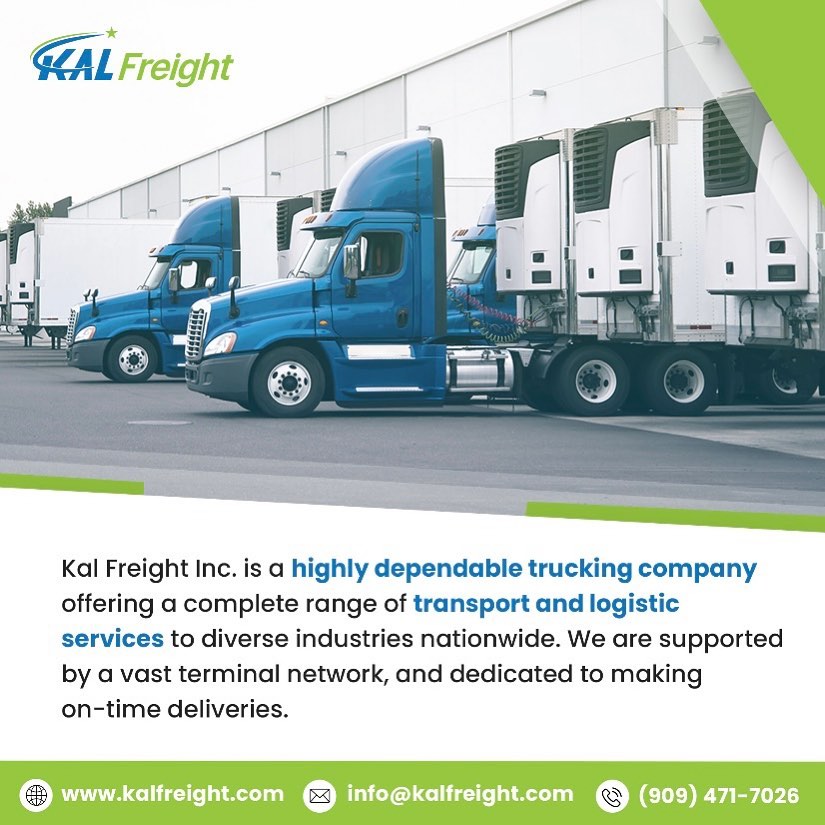 KAL Freight
Kal Freight Inc. is a highly dependable trucking company
offering a complete range of transport and logistic
services to diverse industries nationwide. We are supported
by a vast terminal network, and dedicated to making
on-time deliveries.
www.kalfreight.com info@kalfreight.com (909) 471-7026